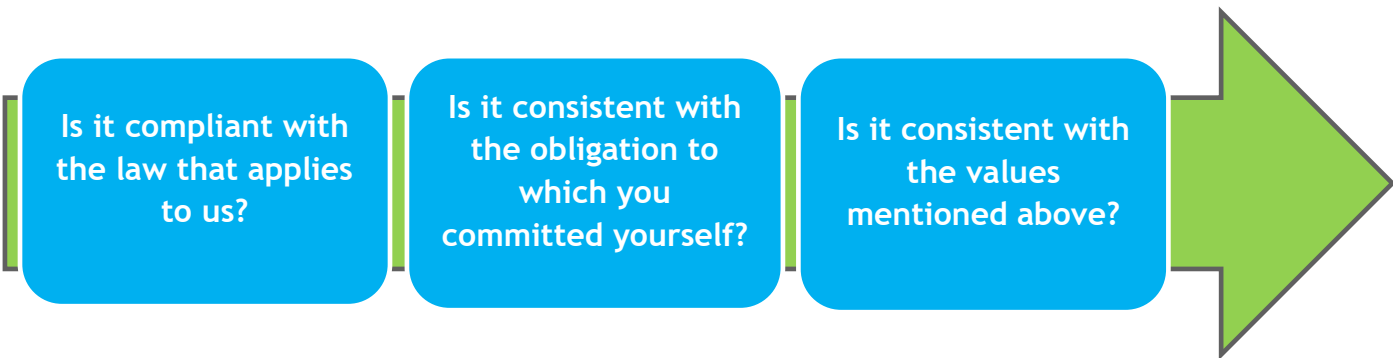 Is it compliant with
the law that applies
to us?
Is it consistent with
the obligation to
which you
committed yourself?
Is it consistent with
the values
mentioned above?